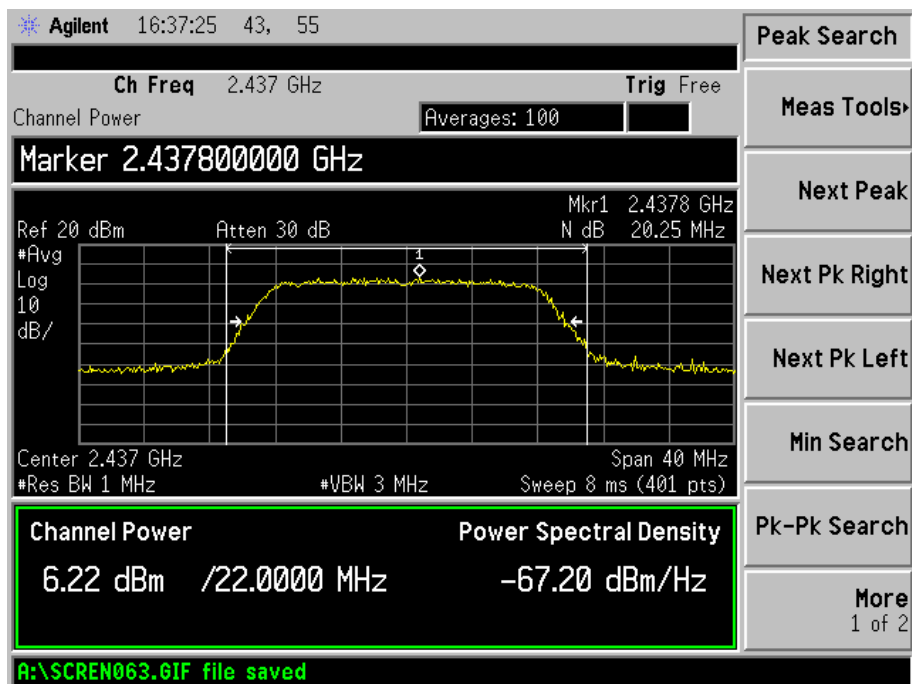 Agilent 16:37:25 43, 55
Peak Search
Ch Freq 2.437 GHz Trig Free
Channel Power Averages: 100
Meas Tools
Marker 2.437800000 GHz
Next Peak
Mkr1 2.4378 GHz
Ref 20 dBm Atten 30 dB N dB 20.25 MHz
#Avg
Log
10
dB/
1
Next Pk Right
Next Pk Left
Min Search
Center 2.437 GHz Span 40 MHz
#Res BW 1 MHz #VBW 3 MHz Sweep 8 ms (401 pts)
Pk-Pk Search
Channel Power Power Spectral Density
6.22 dBm /22.0000 MHz -67.20 dBm/Hz
More
1 of 2
A:\SCREN063.GIF file saved